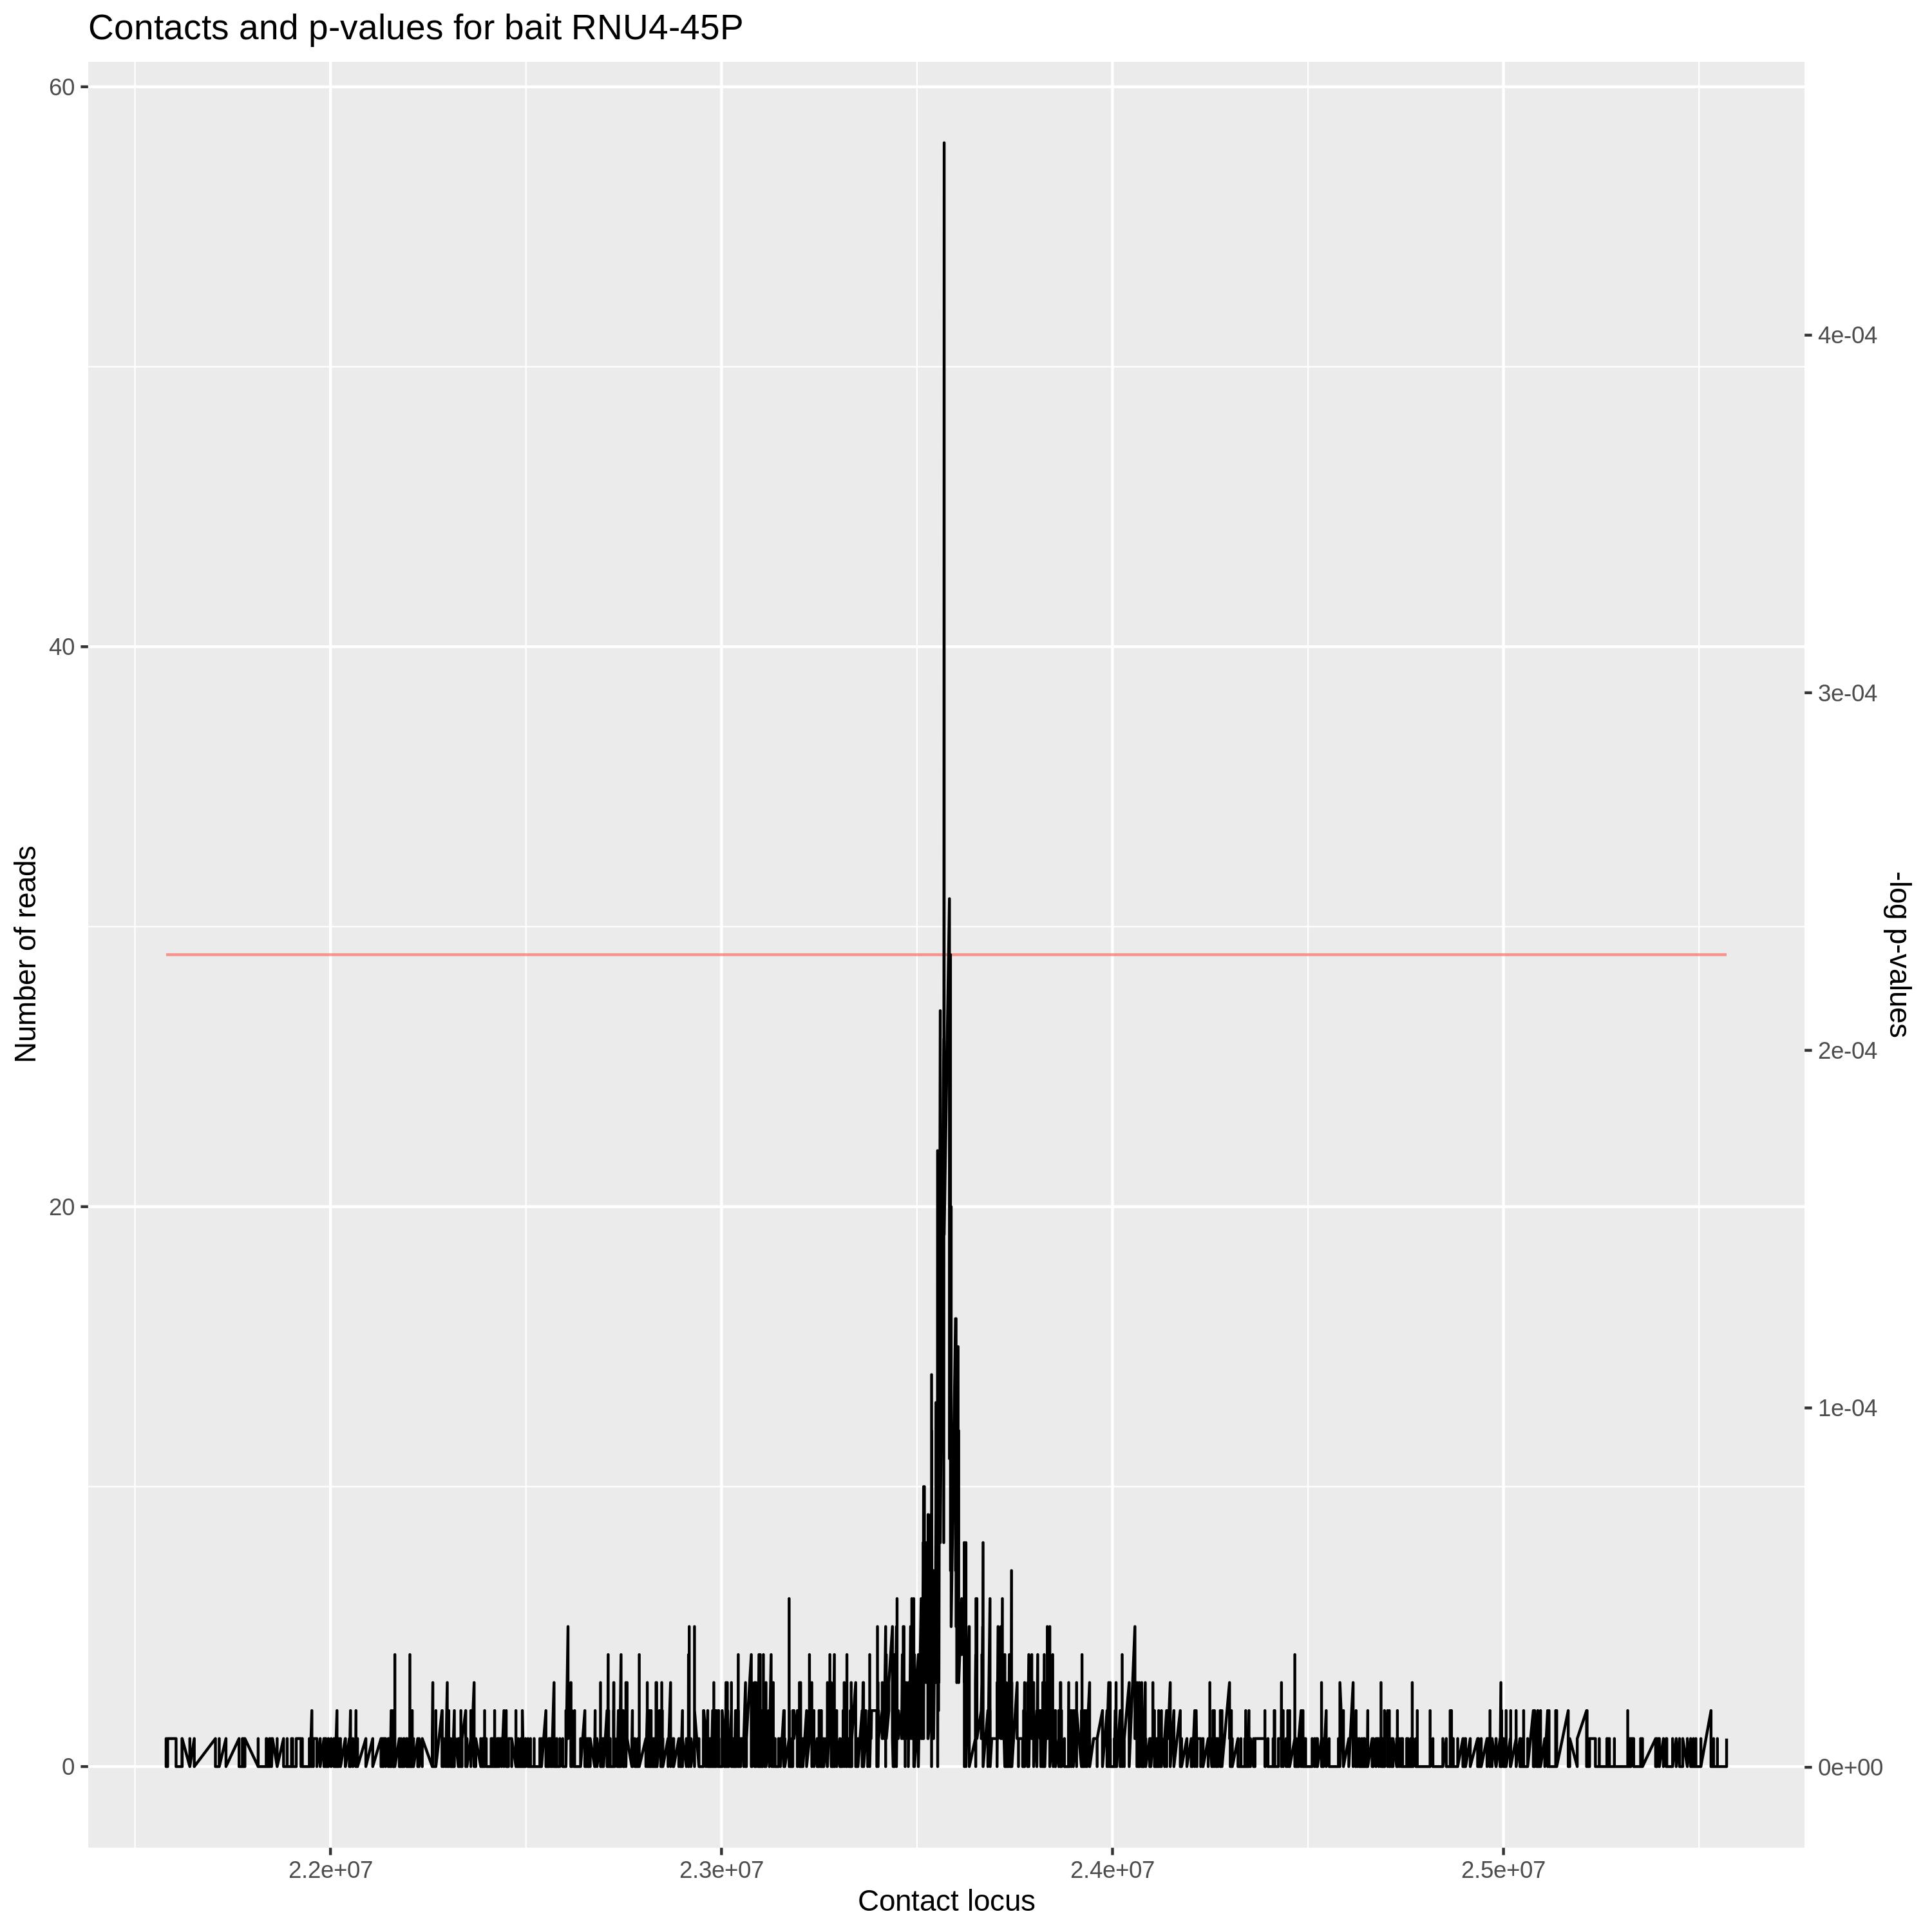 Contacts and p-values for bait RNU4-45P
60
40
20
0
Number of reads
4e-04
3e-04
2e-04
1e-04
0e+00
-log p-values
2.2e+07
2.3e+07
2.4e+07
2.5e+07
Contact locus